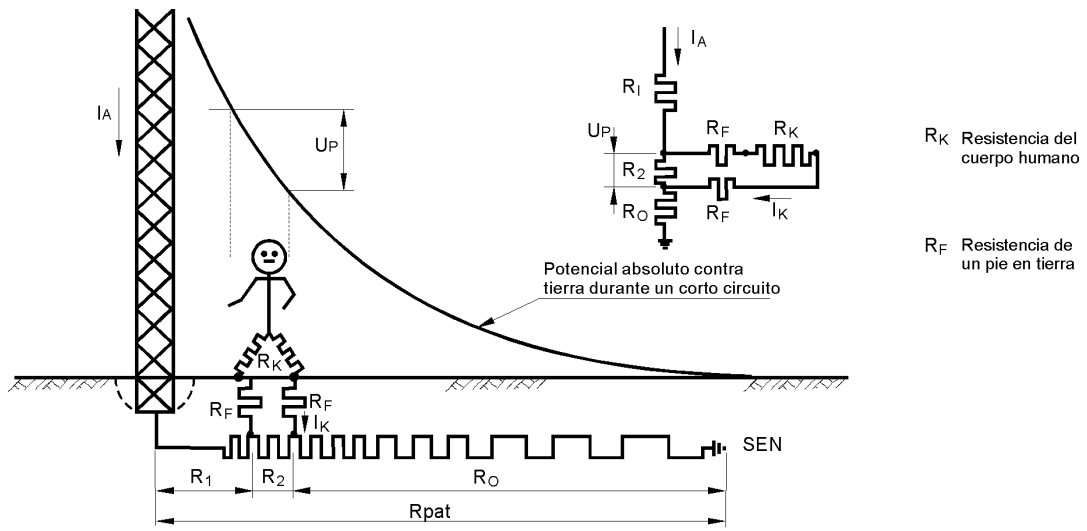 IA
UP
IA
RI
UP
RF
RK
R2
RO
RF
IK
RK Resistencia del
cuerpo humano
RF Resistencia de
un pie en tierra
Potencial absoluto contra
tierra durante un corto circuito
RK
RF
RF
IK
SEN
R1
R2
RO
Rpat